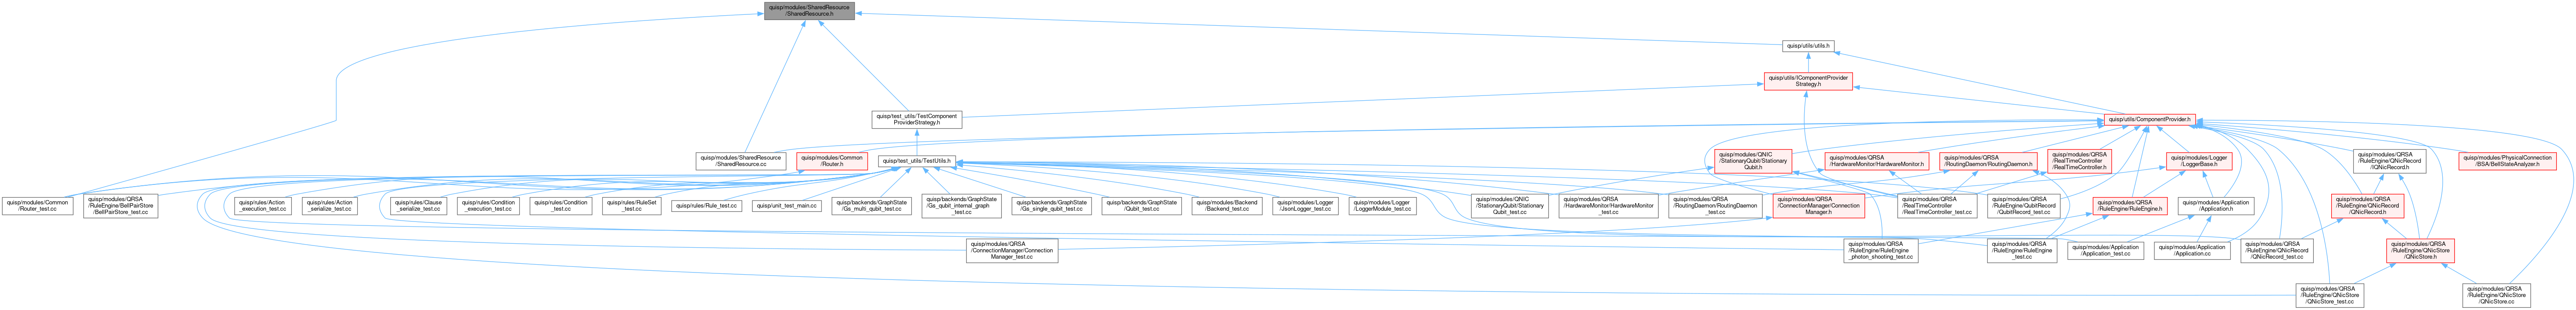 quisp/modules/SharedResource
/SharedResource.h
quisp/utils/utils.h
quisp/utils/IComponentProvider
Strategy.h
quisp/test_utils/TestComponent
ProviderStrategy.h
quisp/utils/ComponentProvider.h
quisp/modules/SharedResource
/SharedResource.cc
quisp/modules/Common
/Router.h
quisp/test_utils/TestUtils.h
quisp/modules/QNIC
/StationaryQubit/Stationary
Qubit.h
quisp/modules/QRSA
/HardwareMonitor/HardwareMonitor.h
quisp/modules/QRSA
/RoutingDaemon/RoutingDaemon.h
quisp/modules/QRSA
/RealTimeController
/RealTimeController.h
quisp/modules/Logger
/LoggerBase.h
quisp/modules/QRSA
/RuleEngine/QNicRecord
/IQNicRecord.h
quisp/modules/PhysicalConnection
/BSA/BellStateAnalyzer.h
quisp/modules/Common
/Router_test.cc
quisp/modules/QRSA
/RuleEngine/BellPairStore
/BellPairStore_test.cc
quisp/rules/Action
_execution_test.cc
quisp/rules/Action
_serialize_test.cc
quisp/rules/Clause
_serialize_test.cc
quisp/rules/Condition
_execution_test.cc
quisp/rules/Condition
_test.cc
quisp/rules/RuleSet
_test.cc
quisp/rules/Rule_test.cc
quisp/unit_test_main.cc
quisp/backends/GraphState
/Gs_multi_qubit_test.cc
quisp/backends/GraphState
/Gs_qubit_internal_graph
_test.cc
quisp/backends/GraphState
/Gs_single_qubit_test.cc
quisp/backends/GraphState
/Qubit_test.cc
quisp/modules/Backend
/Backend_test.cc
quisp/modules/Logger
/JsonLogger_test.cc
quisp/modules/Logger
/LoggerModule_test.cc
quisp/modules/QNIC
/StationaryQubit/Stationary
Qubit_test.cc
quisp/modules/QRSA
/HardwareMonitor/HardwareMonitor
_test.cc
quisp/modules/QRSA
/RoutingDaemon/RoutingDaemon
_test.cc
quisp/modules/QRSA
/ConnectionManager/Connection
Manager.h
quisp/modules/QRSA
/RealTimeController
/RealTimeController_test.cc
quisp/modules/QRSA
/RuleEngine/QubitRecord
/QubitRecord_test.cc
quisp/modules/QRSA
/RuleEngine/RuleEngine.h
quisp/modules/Application
/Application.h
quisp/modules/QRSA
/RuleEngine/QNicRecord
/QNicRecord.h
quisp/modules/QRSA
/ConnectionManager/Connection
Manager_test.cc
quisp/modules/QRSA
/RuleEngine/RuleEngine
_photon_shooting_test.cc
quisp/modules/QRSA
/RuleEngine/RuleEngine
_test.cc
quisp/modules/Application
/Application_test.cc
quisp/modules/Application
/Application.cc
quisp/modules/QRSA
/RuleEngine/QNicRecord
/QNicRecord_test.cc
quisp/modules/QRSA
/RuleEngine/QNicStore
/QNicStore.h
quisp/modules/QRSA
/RuleEngine/QNicStore
/QNicStore_test.cc
quisp/modules/QRSA
/RuleEngine/QNicStore
/QNicStore.cc